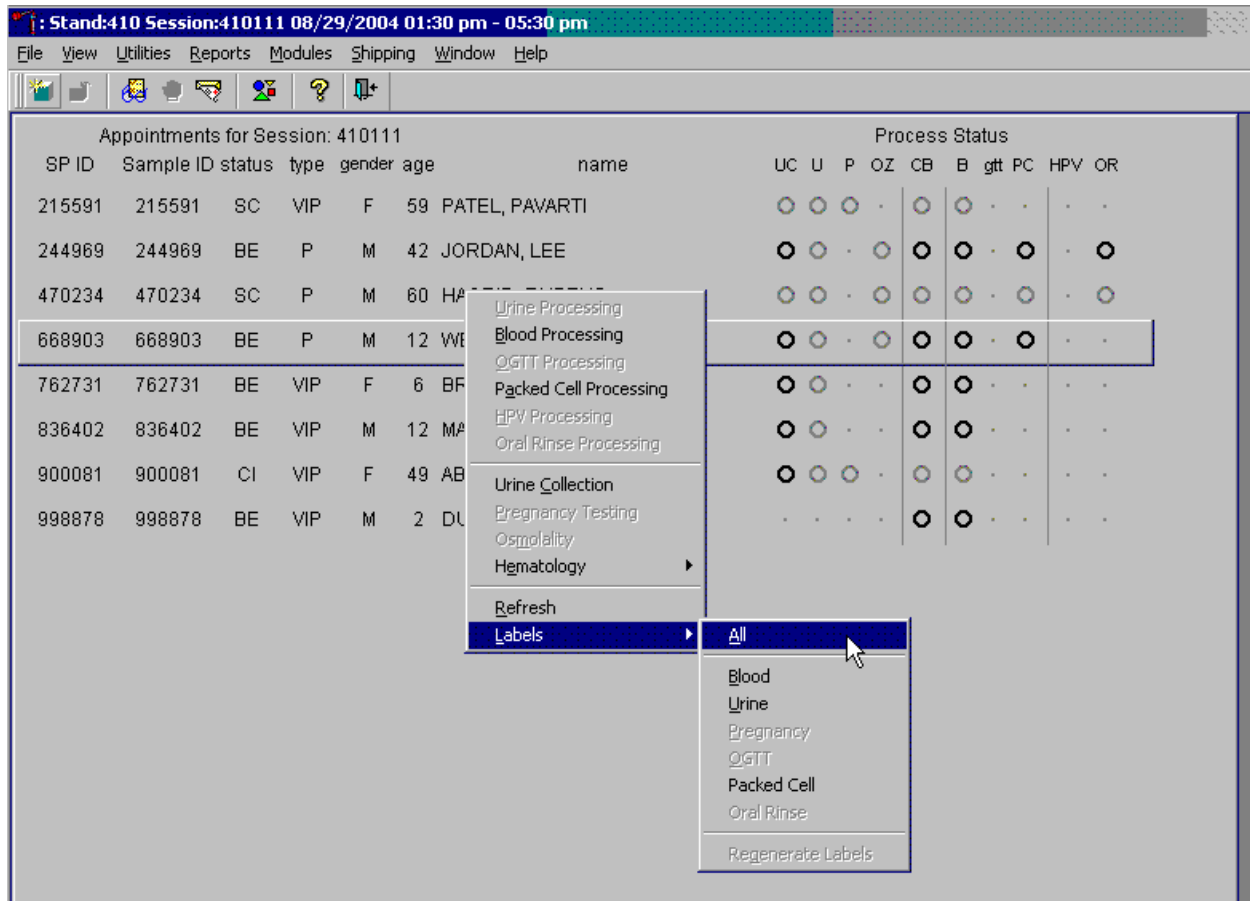 : Stand:410 Session:410111 08/29/2004 01:30 pm - 05:30 pm
File View Utilities Reports Modules Shipping Window Help
Appointments for Session: 410111 Process Status
SP ID Sample ID status type gender age name UC U P OZ CB B gtt PC HPV OR
215591 215591 SC VIP F 59 PATEL, PAVARTI
244969 244969 BE P M 42 JORDAN, LEE
470234 470234 SC P M 60
668903 668903 BE P M 12 WE
762731 762731 BE VIP F 6 BR
836402 836402 BE VIP M 12 MA
900081 900081 CI VIP F 49 AB
998878 998878 BE VIP M 2 DU
Urine Processing
Blood Processing
OGTT Processing
Packed Cell Processing
HPV Processing
Oral Rinse Processing
Urine Collection
Pregnancy Testing
Osmolality
Hematology
Refresh
Labels
All
Blood
Urine
Pregnancy
OGTT
Packed Cell
Oral Rinse
Regenerate Labels